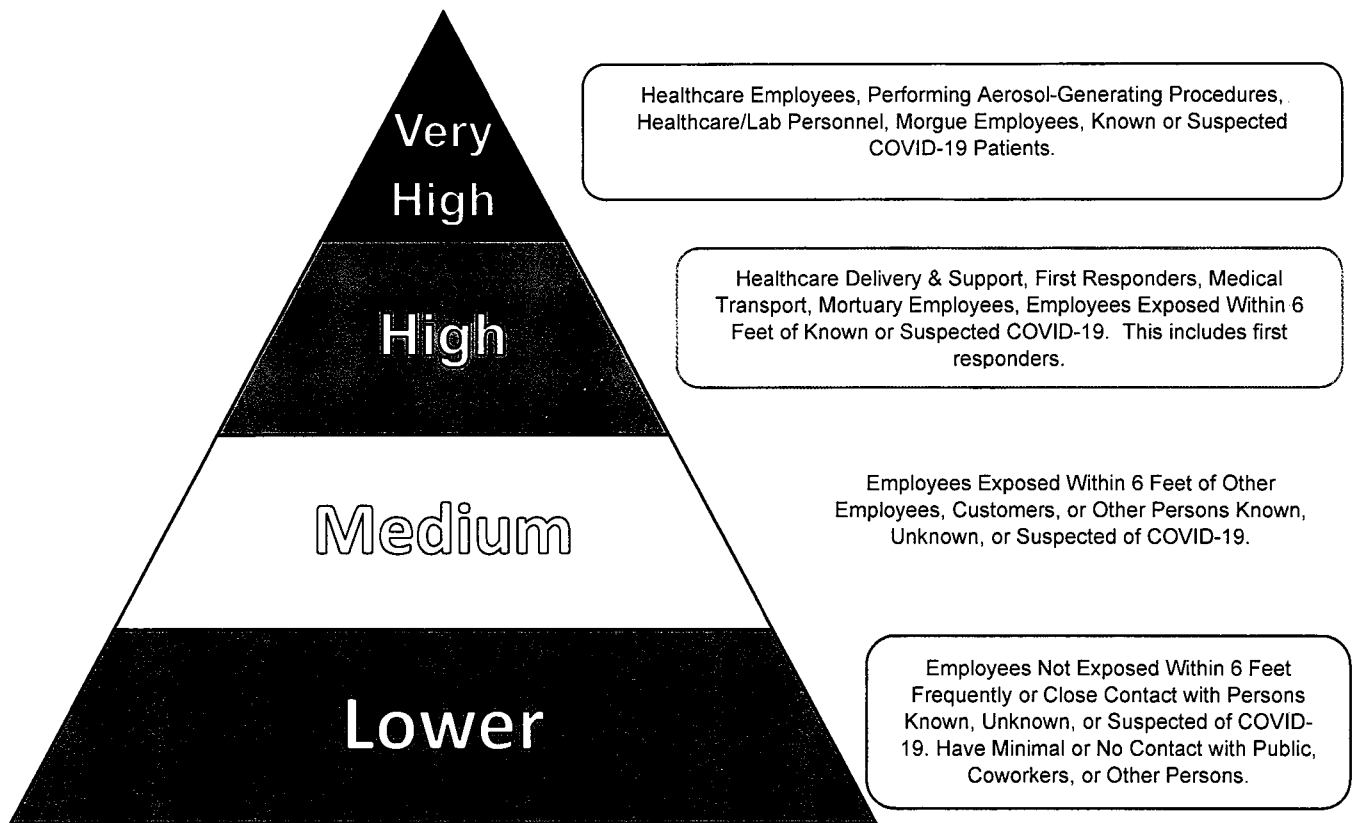 Very
High
Healthcare Employees, Performing Aerosol-Generating Procedures,
Healthcare/Lab Personnel, Morgue Employees, Known or Suspected
COVID-19 Patients.
High
Healthcare Delivery & Support, First Responders, Medical
Transport, Mortuary Employees, Employees Exposed Within 6
Feet of Known or Suspected COVID-19.  This includes first
responders.
Medium
Employees Exposed Within 6 Feet of Other
Employees, Customers, or Other Persons Known,
Unknown, or Suspected of COVID-19.
Lower
Employees Not Exposed Within 6 Feet
Frequently or Close Contact with Persons
Known, Unknown, or Suspected of COVID-
19. Have Minimal or No Contact with Public,
Coworkers, or Other Persons.